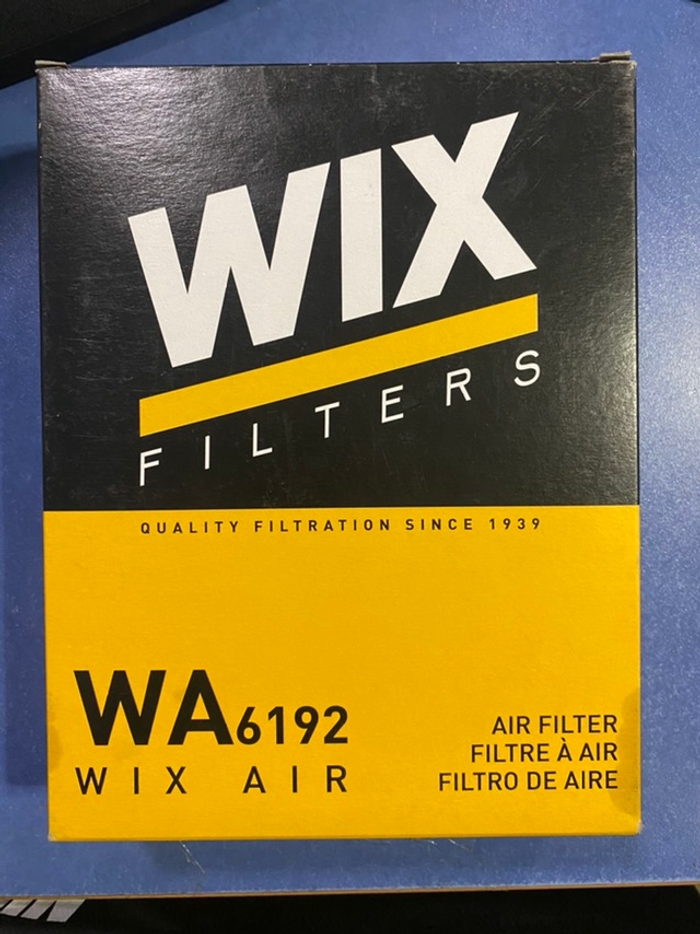 WIX
FILTERS
QUALITY FILTRATION SINCE 1939
WA6192
WIX AIR
AIR FILTER
FILTRE À AIR
FILTRO DE AIRE